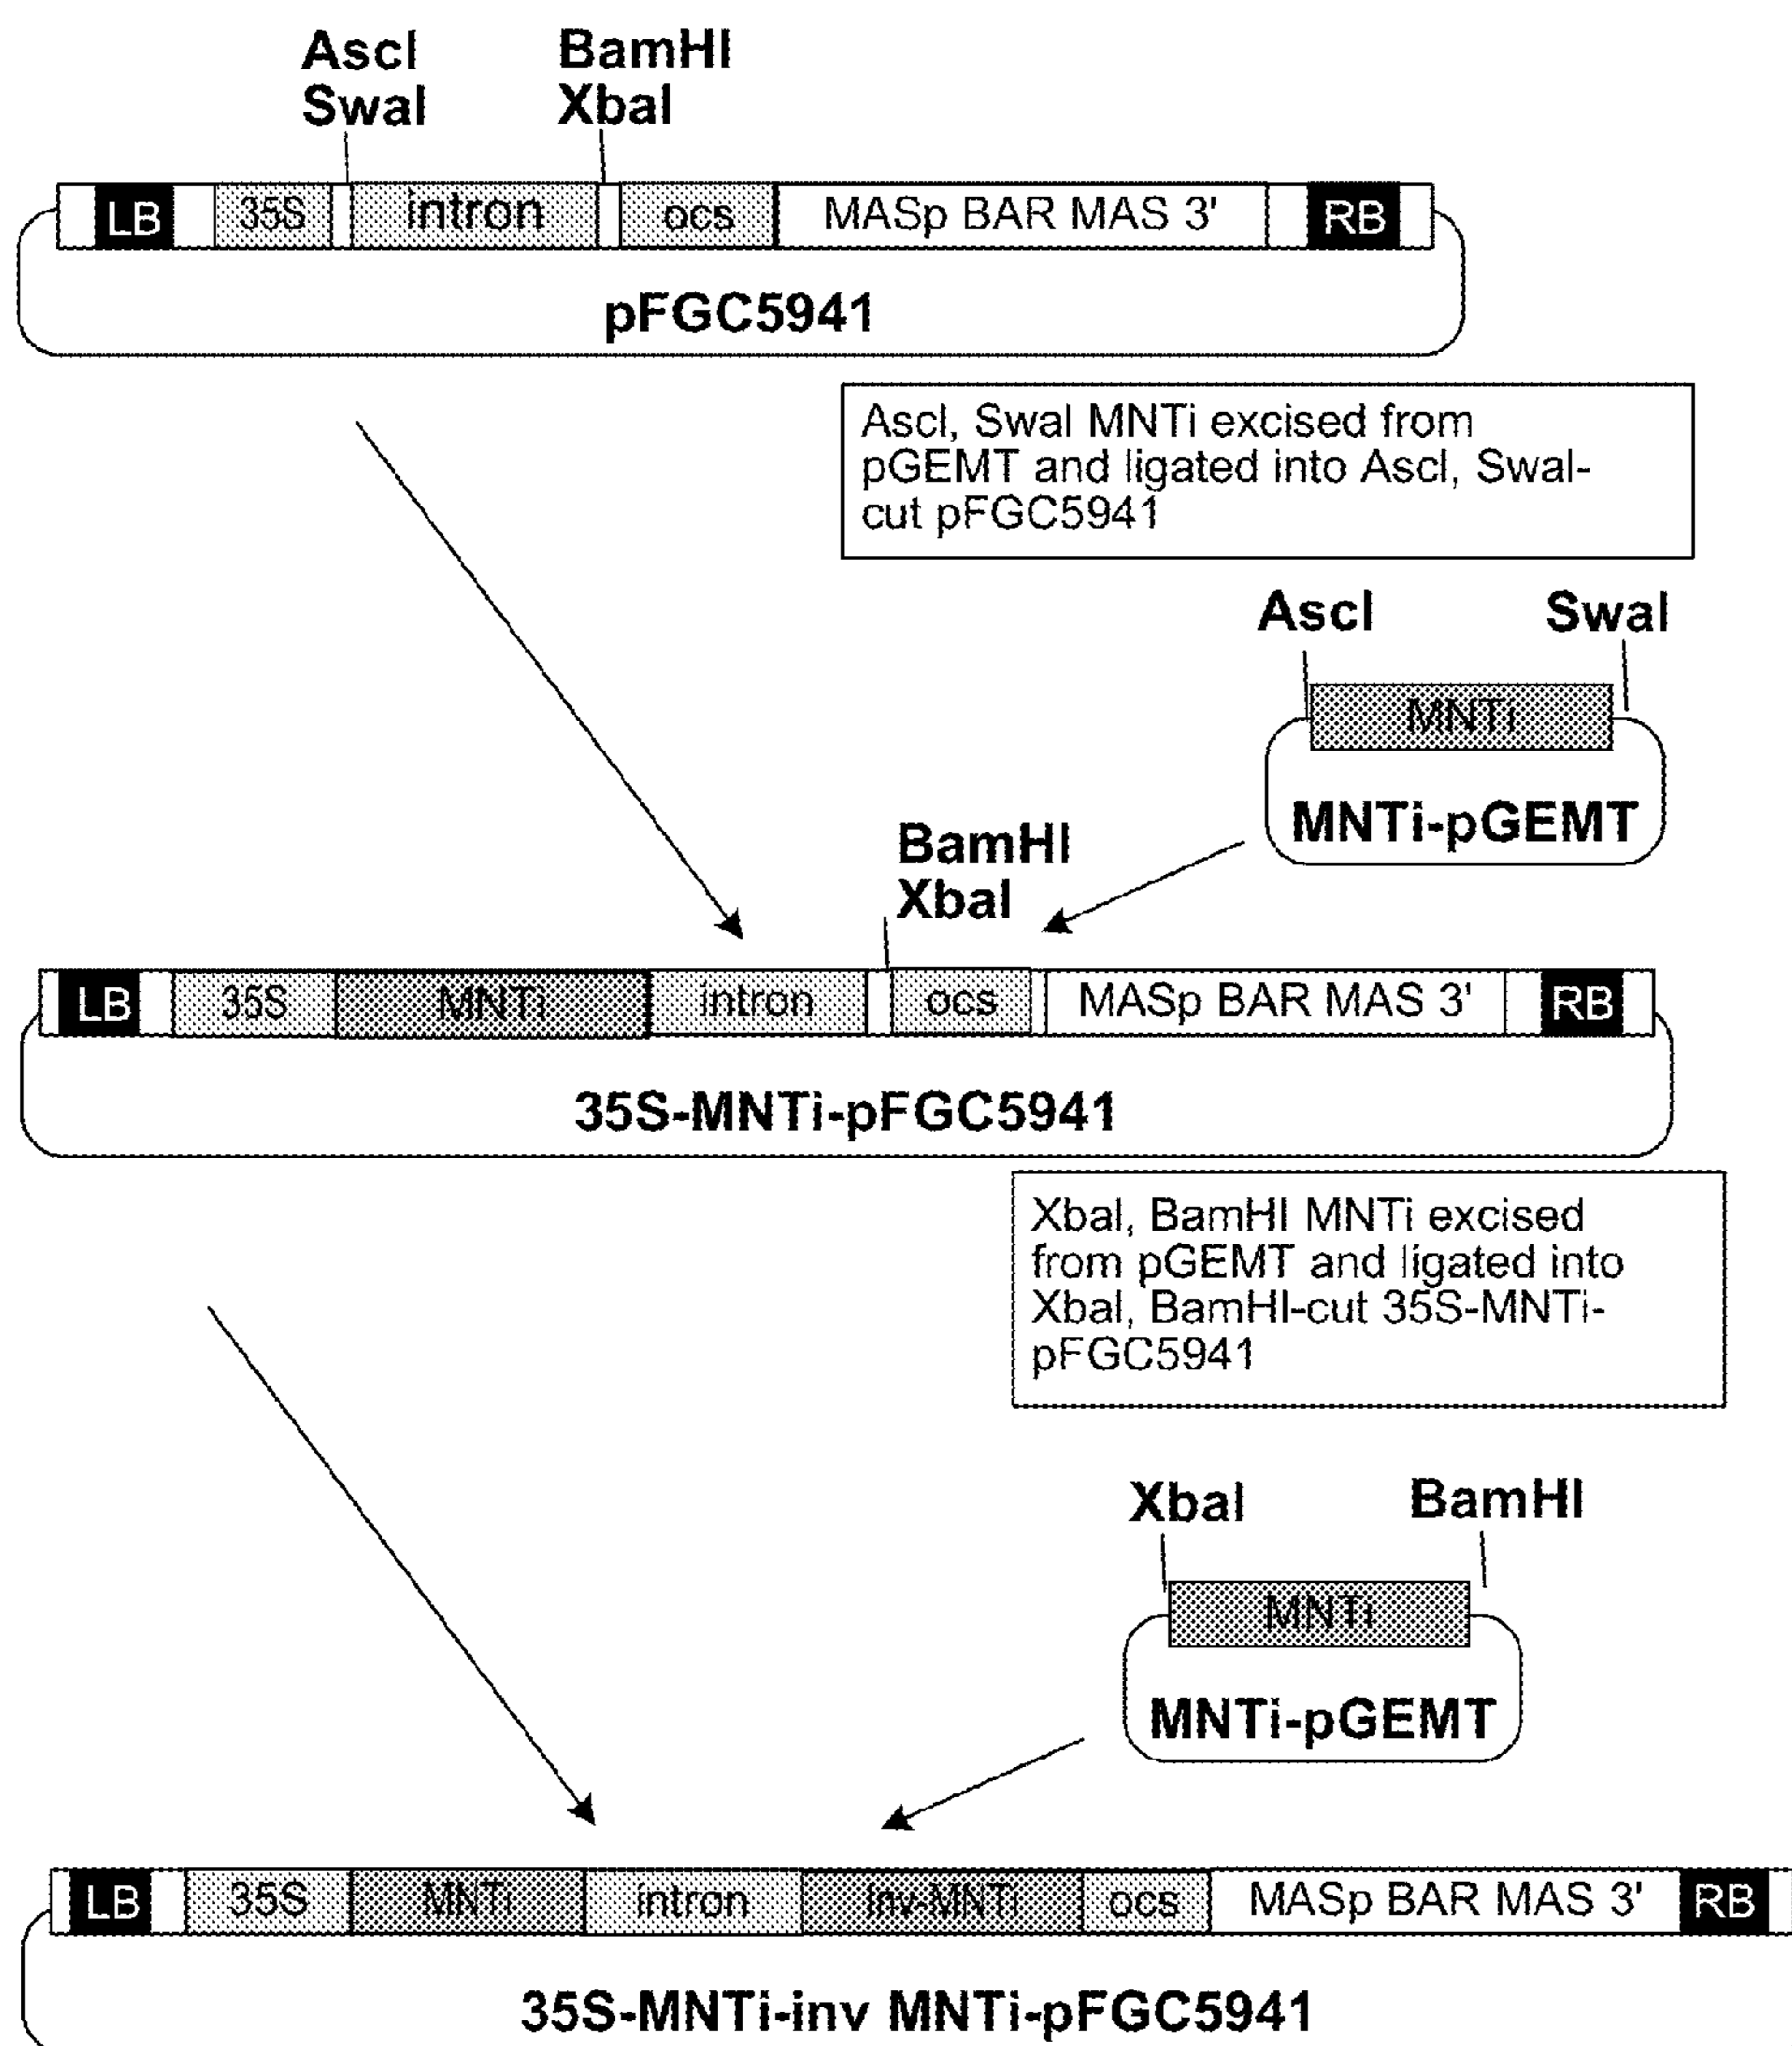 AscI
SwaI
BamHI
XbaI
LB 35S intron ocs MASp BAR MAS 3' RB
pFGC5941
AscI, SwaI MNTi excised from
pGEMT and ligated into AscI, SwaI-
cut pFGC5941
AscI SwaI
MNTi
MNTi-pGEMT
BamHI
XbaI
LB 35S MNTi intron ocs MASp BAR MAS 3' RB
35S-MNTi-pFGC5941
XbaI, BamHI MNTi excised
from pGEMT and ligated into
XbaI, BamHI-cut 35S-MNTi-
pFGC5941
XbaI BamHI
MNTi
MNTi-pGEMT
LB 35S MNTi intron Inv-MNTi ocs MASp BAR MAS 3' RB
35S-MNTi-inv MNTi-pFGC5941